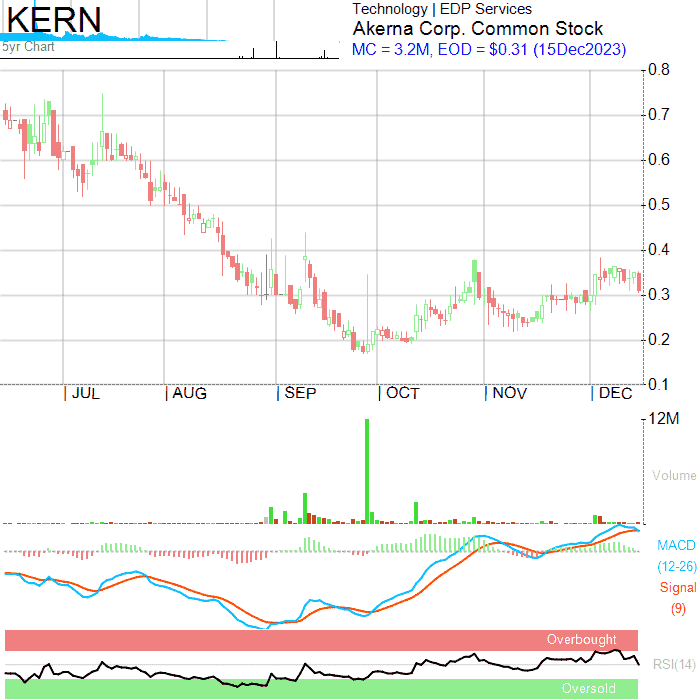 KERN
5yr Chart
Technology | EDP Services
Akerna Corp. Common Stock
MC = 3.2M, EOD = $0.31 (15Dec2023)
0.8
0.7
0.6
0.5
0.4
0.3
0.2
0.1
| JUL | AUG | SEP | OCT | NOV | DEC
12M
Volume
MACD
(12-26)
Signal
(9)
Overbought
RSI(14)
Oversold